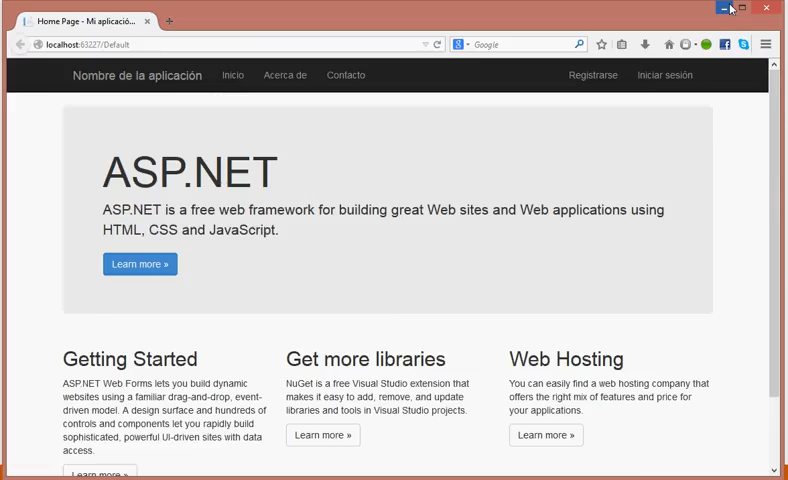 Home Page - Mi aplicació...
localhost:63227/Default
Google
Nombre de la aplicación
Inicio
Acerca de
Contacto
Registrarse
Iniciar sesión
ASP.NET
ASP.NET is a free web framework for building great Web sites and Web applications using
HTML, CSS and JavaScript.
Learn more »
Getting Started
ASP.NET Web Forms lets you build dynamic
websites using a familiar drag-and-drop, event-
driven model. A design surface and hundreds of
controls and components let you rapidly build
sophisticated, powerful UI-driven sites with data
access.
Learn more »
Get more libraries
NuGet is a free Visual Studio extension that
makes it easy to add, remove, and update
libraries and tools in Visual Studio projects.
Learn more »
Web Hosting
You can easily find a web hosting company that
offers the right mix of features and price for
your applications.
Learn more »